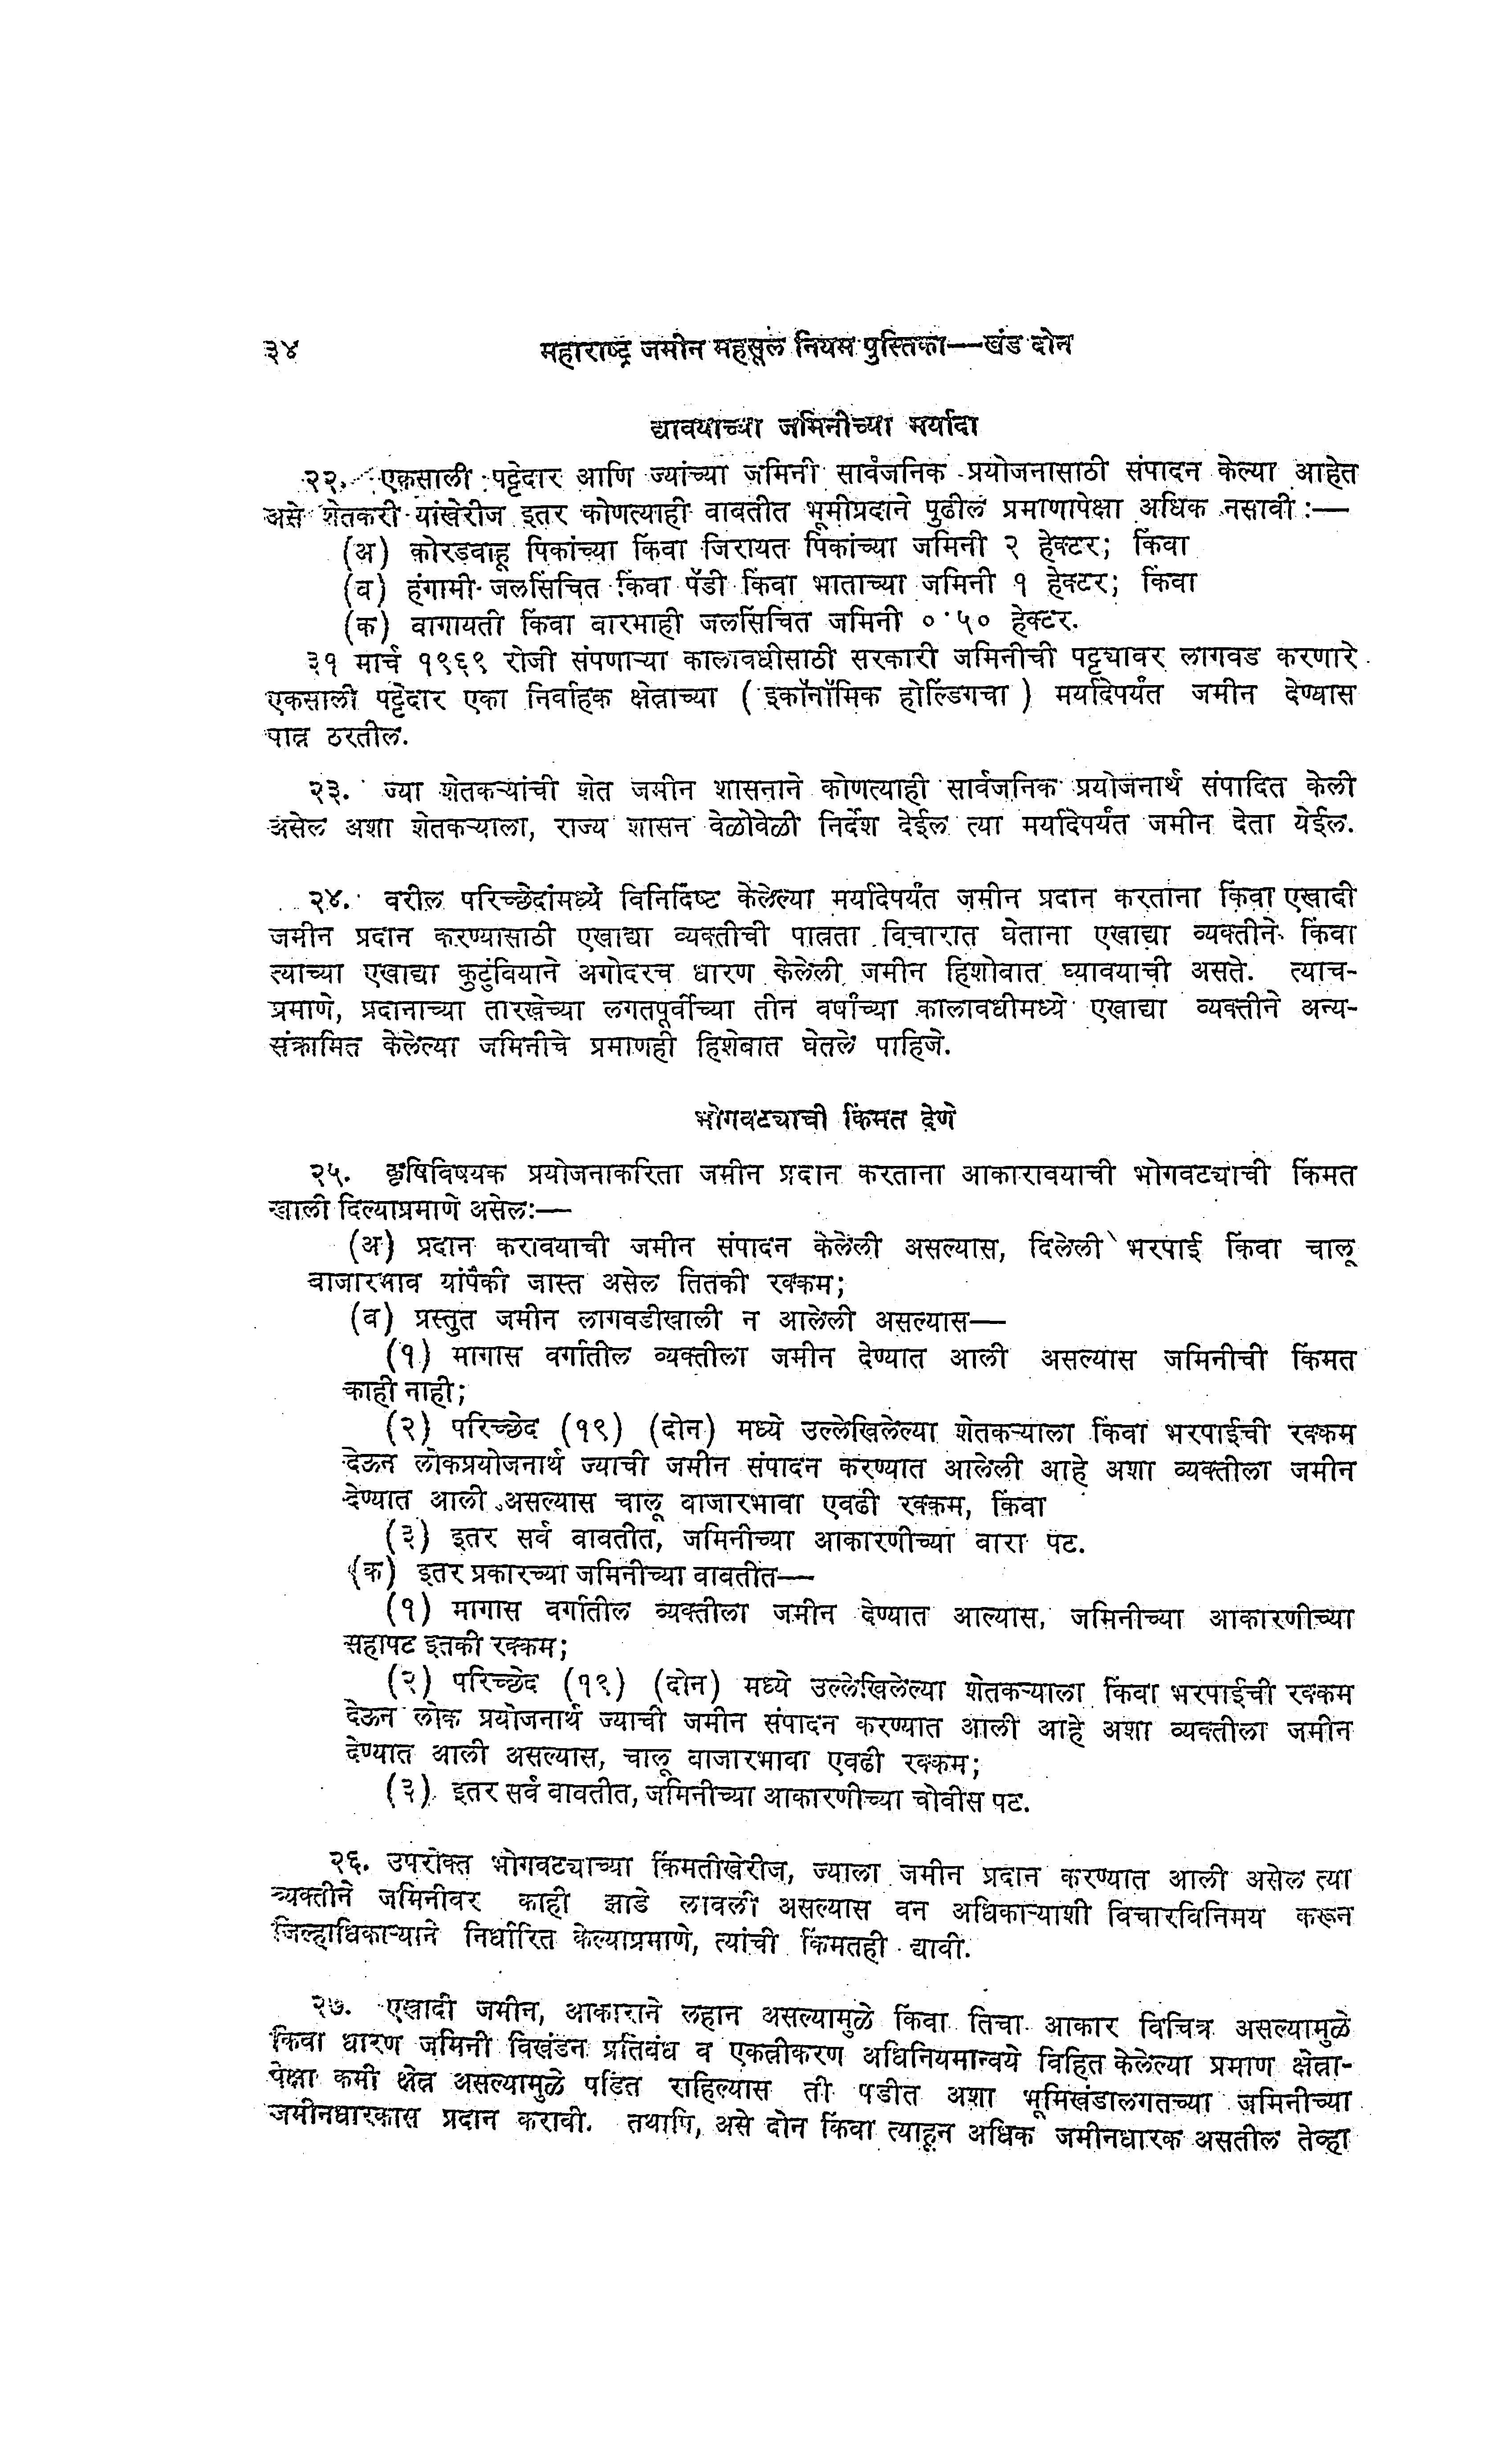 ३४
महाराष्ट्र जमीन महसूल नियम पुस्तिका—खंड दोन
द्यावयाच्या जमिनीच्या मर्यादा
२२. एकसाली पट्टेदार आणि ज्यांच्या जमिनी सार्वजनिक प्रयोजनासाठी संपादन केल्या आहेत
असे शेतकरी यांखेरीज इतर कोणत्याही बाबतीत भूमीप्रदाने पुढील प्रमाणापेक्षा अधिक नसावी :—
(अ) कोरडवाहू पिकांच्या किंवा जिरायत पिकांच्या जमिनी २ हेक्टर; किंवा
(ब) हंगामी जलसिंचित किंवा पॅडी किंवा भाताच्या जमिनी १ हेक्टर; किंवा
(क) बागायती किंवा बारमाही जलसिंचित जमिनी ०·५० हेक्टर.
३१ मार्च १९६९ रोजी संपणाऱ्या कालावधीसाठी सरकारी जमिनीची पट्ट्यावर लागवड करणारे
एकसाली पट्टेदार एका निर्वाहक क्षेत्राच्या (इकॉनॉमिक होल्डिंगचा) मर्यादेपर्यंत जमीन देण्यास
पात्र ठरतील.
२३. ज्या शेतकऱ्यांची शेत जमीन शासनाने कोणत्याही सार्वजनिक प्रयोजनार्थ संपादित केली
असेल अशा शेतकऱ्याला, राज्य शासन वेळोवेळी निर्देश देईल त्या मर्यादेपर्यंत जमीन देता येईल.
२४. वरील परिच्छेदांमध्यें विनिर्दिष्ट केलेल्या मर्यादेपर्यंत जमीन प्रदान करताना किंवा एखादी
जमीन प्रदान करण्यासाठी एखाद्या व्यक्तीची पात्रता विचारात घेताना एखाद्या व्यक्तीने किंवा
त्याच्या एखाद्या कुटुंबियाने अगोदरच धारण केलेली जमीन हिशोबात घ्यावयाची असते. त्याच-
प्रमाणे, प्रदानाच्या तारखेच्या लगतपूर्वीच्या तीन वर्षांच्या कालावधीमध्ये एखाद्या व्यक्तीने अन्य-
संक्रामित केलेल्या जमिनीचे प्रमाणही हिशेबात घेतले पाहिजे.
भोगवट्याची किंमत देणे
२५. कृषिविषयक प्रयोजनाकरिता जमीन प्रदान करताना आकारावयाची भोगवट्याची किंमत
खाली दिल्याप्रमाणे असेल:—
(अ) प्रदान करावयाची जमीन संपादन केलेली असल्यास, दिलेली भरपाई किंवा चालू
बाजारभाव यांपैकी जास्त असेल तितकी रक्कम;
(ब) प्रस्तुत जमीन लागवडीखाली न आलेली असल्यास—
(१) मागास वर्गातील व्यक्तीला जमीन देण्यात आली असल्यास जमिनीची किंमत
काही नाही;
(२) परिच्छेद (१९) (दोन) मध्ये उल्लेखिलेल्या शेतकऱ्याला किंवा भरपाईची रक्कम
देऊन लोकप्रयोजनार्थ ज्याची जमीन संपादन करण्यात आलेली आहे अशा व्यक्तीला जमीन
देण्यात आली असल्यास चालू बाजारभावा एवढी रक्कम, किंवा
(३) इतर सर्व बाबतीत, जमिनीच्या आकारणीच्या बारा पट.
(क) इतर प्रकारच्या जमिनीच्या बाबतीत—
(१) मागास वर्गातील व्यक्तीला जमीन देण्यात आल्यास, जमिनीच्या आकारणीच्या
सहापट इतकी रक्कम;
(२) परिच्छेद (१९) (दोन) मध्ये उल्लेखिलेल्या शेतकऱ्याला किंवा भरपाईची रक्कम
देऊन लोक प्रयोजनार्थ ज्याची जमीन संपादन करण्यात आली आहे अशा व्यक्तीला जमीन
देण्यात आली असल्यास, चालू बाजारभावा एवढी रक्कम;
(३) इतर सर्व बाबतीत, जमिनीच्या आकारणीच्या चोवीस पट.
२६. उपरोक्त भोगवट्याच्या किंमतीखेरीज, ज्याला जमीन प्रदान करण्यात आली असेल त्या
व्यक्तीने जमिनीवर काही झाडे लावली असल्यास वन अधिकाऱ्याशी विचारविनिमय करून
जिल्हाधिकाऱ्याने निर्धारित केल्याप्रमाणे, त्यांची किंमतही द्यावी.
२७. एखादी जमीन, आकाराने लहान असल्यामुळे किंवा तिचा आकार विचित्र असल्यामुळे
किंवा धारण जमिनी विखंडन प्रतिबंध व एकत्रीकरण अधिनियमान्वये विहित केलेल्या प्रमाण क्षेत्रा-
पेक्षा कमी क्षेत्र असल्यामुळे पडित राहिल्यास ती पडीत अशा भूमिखंडालगतच्या जमिनीच्या
जमीनधारकास प्रदान करावी. तथापि, असे दोन किंवा त्याहून अधिक जमीनधारक असतील तेव्हा